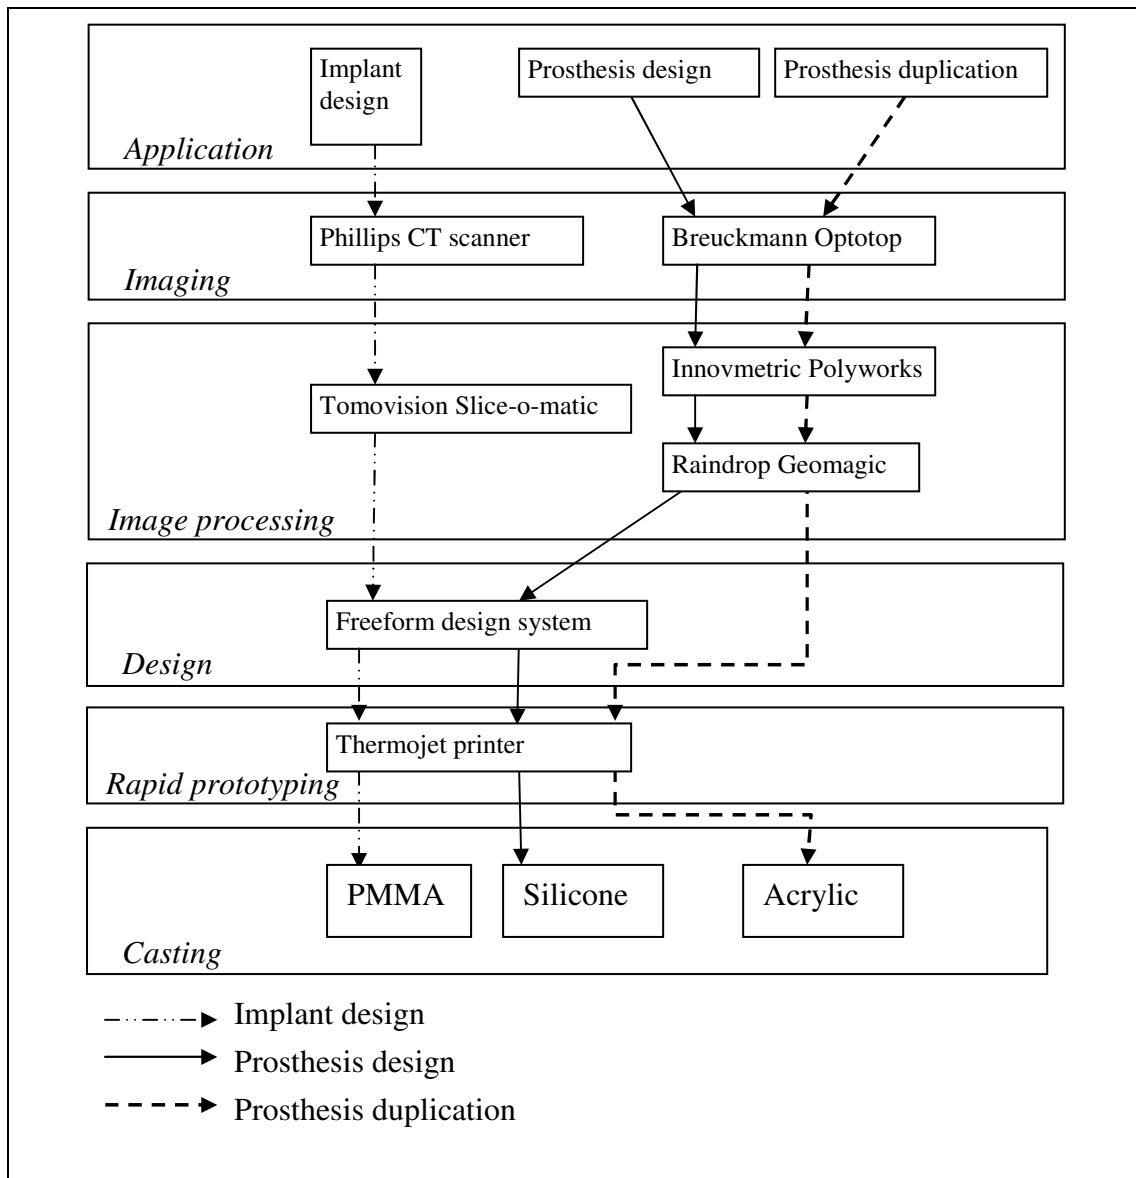 Implant
design
Prosthesis design
Prosthesis duplication
Application
Phillips CT scanner
Breuckmann Optotop
Imaging
Innovmetric Polyworks
Tomovision Slice-o-matic
Raindrop Geomagic
Image processing
Freeform design system
Design
Thermojet printer
Rapid prototyping
PMMA
Silicone
Acrylic
Casting
Implant design
Prosthesis design
Prosthesis duplication